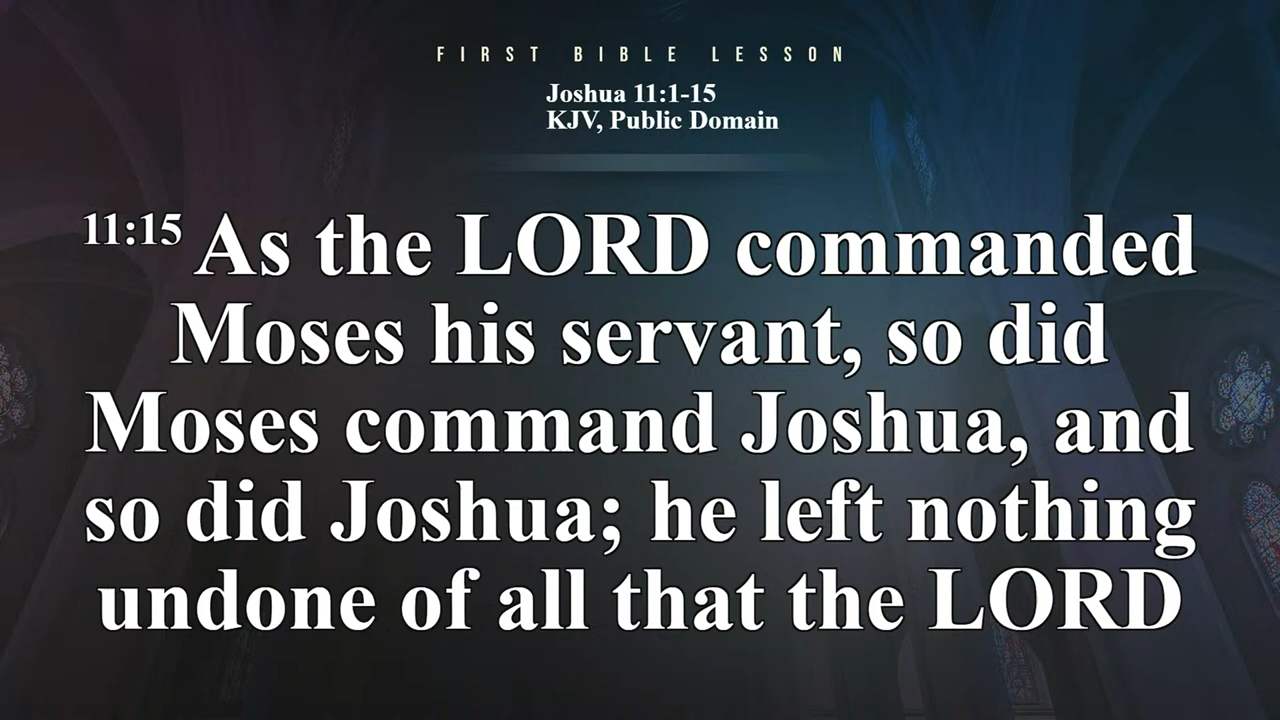 FIRST BIBLE LESSON
Joshua 11:1-15
KJV, Public Domain
11:15 As the LORD commanded
Moses his servant, so did
Moses command Joshua, and
so did Joshua; he left nothing
undone of all that the LORD